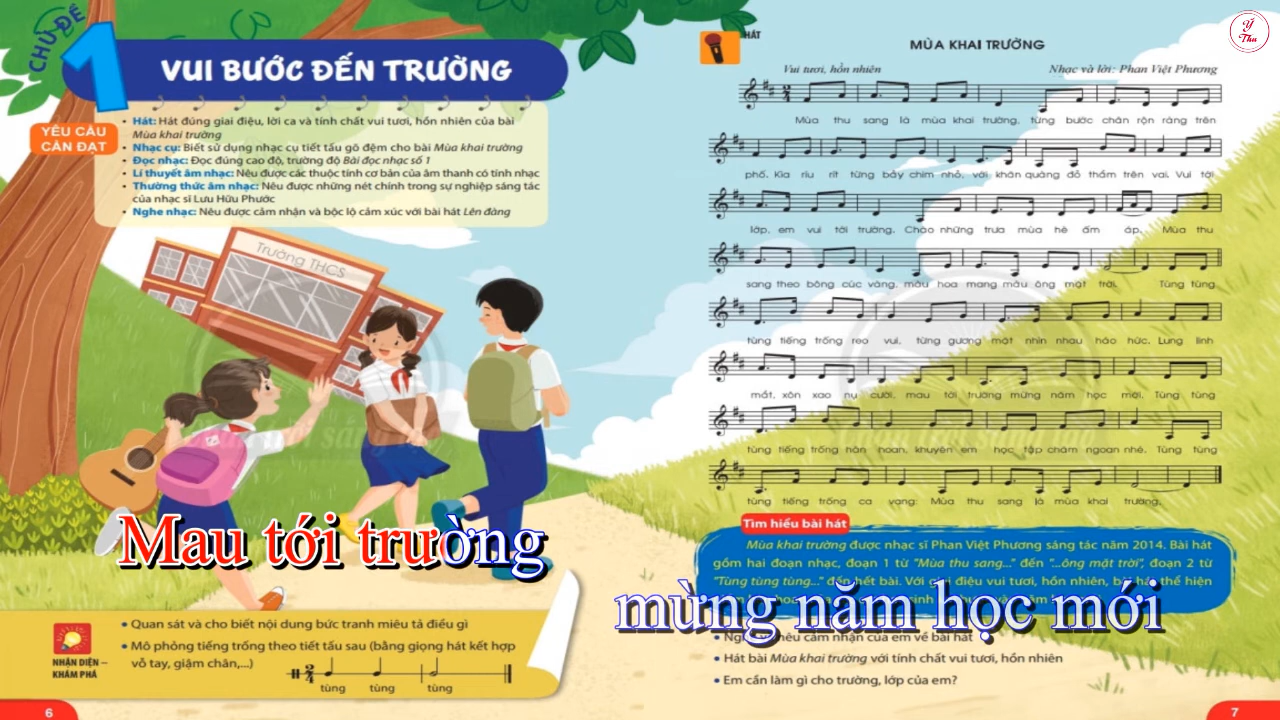 CHỦ ĐỀ
1
VUI BƯỚC ĐẾN TRƯỜNG
YÊU CẦU
CẦN ĐẠT
• Hát: Hát đúng giai điệu, lời ca và tính chất vui tươi, hồn nhiên của bài
Mùa khai trường
• Nhạc cụ: Biết sử dụng nhạc cụ tiết tấu gõ đệm cho bài Mùa khai trường
• Đọc nhạc: Đọc đúng cao độ, trường độ Bài đọc nhạc số 1
• Lí thuyết âm nhạc: Nêu được các thuộc tính cơ bản của âm thanh có tính nhạc
• Thường thức âm nhạc: Nêu được những nét chính trong sự nghiệp sáng tác
của nhạc sĩ Lưu Hữu Phước
• Nghe nhạc: Nêu được cảm nhận và bộc lộ cảm xúc với bài hát Lên đàng
Trường THCS
Mau tới trường
NHẬN DIỆN –
KHÁM PHÁ
• Quan sát và cho biết nội dung bức tranh miêu tả điều gì
• Mô phỏng tiếng trống theo tiết tấu sau (bằng giọng hát kết hợp
vỗ tay, giậm chân,...)
2
4
tùng tùng tùng
6
Ý
Thu
HÁT
MÙA KHAI TRƯỜNG
Vui tươi, hồn nhiên
Nhạc và lời: Phan Việt Phương
2
4
Mùa thu sang là mùa khai trường, từng bước chân rộn ràng trên
phố. Kìa ríu rít từng bầy chim nhỏ, với khăn quàng đỏ thắm trên vai. Vui tới
lớp, em vui tới trường. Chào những trưa mùa hè ấm áp. Mùa thu
sang theo bông cúc vàng, màu hoa mang màu ông mặt trời. Tùng tùng
tùng tiếng trống reo vui, từng gương mặt nhìn nhau háo hức. Lung linh
mắt, xôn xao nụ cười, mau tới trường mừng năm học mới. Tùng tùng
tùng tiếng trống hân hoan, khuyên em học tập chăm ngoan nhé. Tùng tùng
tùng tiếng trống ca vang: Mùa thu sang là mùa khai trường.
Tìm hiểu bài hát
Mùa khai trường được nhạc sĩ Phan Việt Phương sáng tác năm 2014. Bài hát
gồm hai đoạn nhạc, đoạn 1 từ "Mùa thu sang..." đến "...ông mặt trời", đoạn 2 từ
"Tùng tùng tùng..." đến hết bài. Với giai điệu vui tươi, hồn nhiên, bài hát thể hiện
mừng năm học mới
nêu cảm nhận của em về bài hát
• Hát bài Mùa khai trường với tính chất vui tươi, hồn nhiên
• Em cần làm gì cho trường, lớp của em?
7